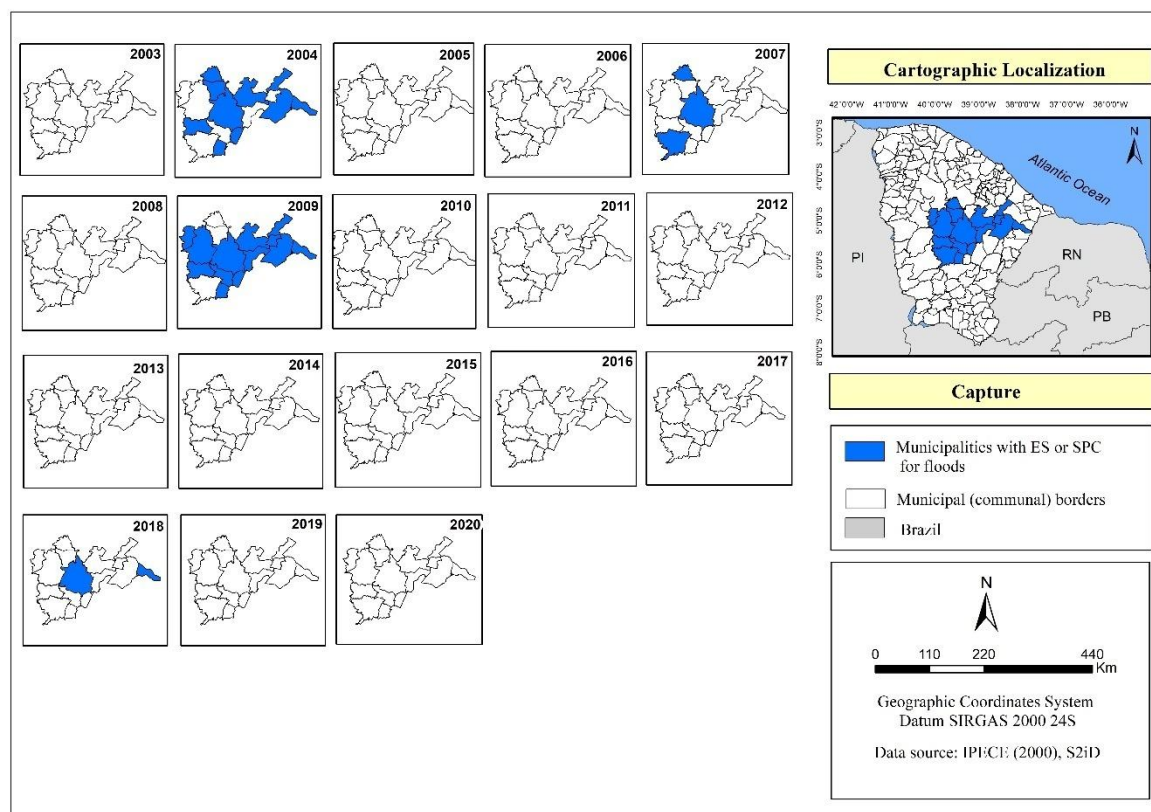 2003
2004
2005
2006
2007
2008
2009
2010
2011
2012
2013
2014
2015
2016
2017
2018
2019
2020
Cartographic Localization
42°0'0"W 41°0'0"W 40°0'0"W 39°0'0"W 38°0'0"W 37°0'0"W 36°0'0"W
3°0'0"S
4°0'0"S
5°0'0"S
6°0'0"S
7°0'0"S
8°0'0"S
N
Atlantic Ocean
PI
RN
PB
Capture
Municipalities with ES or SPC
for floods
Municipal (communal) borders
Brazil
N
0 110 220 440
Km
Geographic Coordinates System
Datum SIRGAS 2000 24S
Data source: IPECE (2000), S2iD